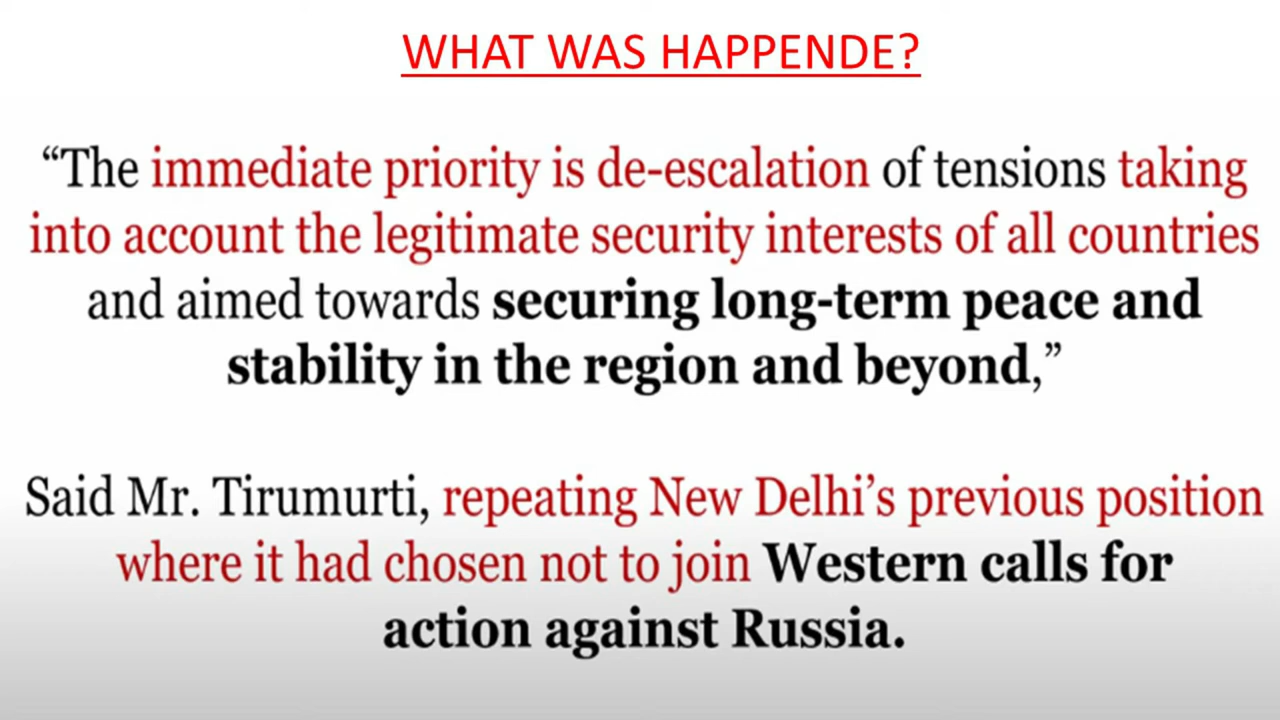 WHAT WAS HAPPENDE?
“The immediate priority is de-escalation of tensions taking
into account the legitimate security interests of all countries
and aimed towards securing long-term peace and
stability in the region and beyond,”
Said Mr. Tirumurti, repeating New Delhi’s previous position
where it had chosen not to join Western calls for
action against Russia.